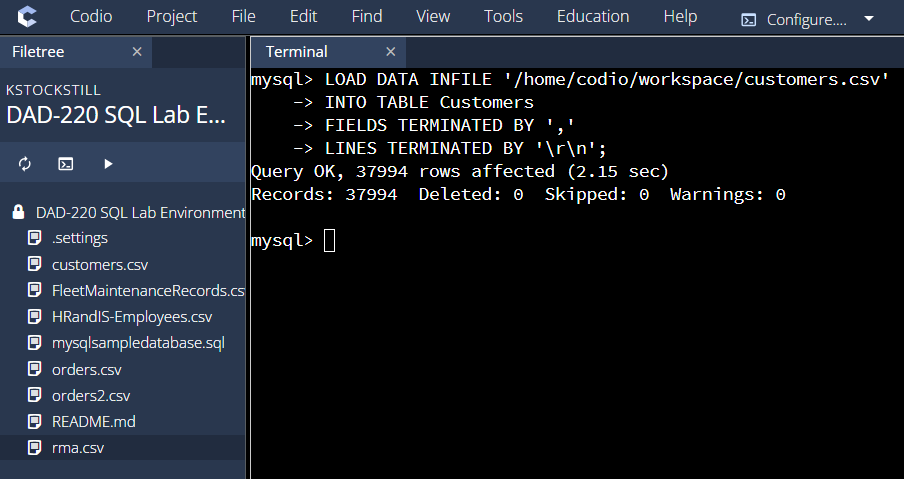 Codio Project File Edit Find View Tools Education Help Configure....
Filetree × Terminal ×
KSTOCKSTILL
DAD-220 SQL Lab E...
DAD-220 SQL Lab Environment
.settings
customers.csv
FleetMaintenanceRecords.cs
HRandIS-Employees.csv
mysqlsampledatabase.sql
orders.csv
orders2.csv
README.md
rma.csv
mysql> LOAD DATA INFILE '/home/codio/workspace/customers.csv'
-> INTO TABLE Customers
-> FIELDS TERMINATED BY ','
-> LINES TERMINATED BY '\r\n';
Query OK, 37994 rows affected (2.15 sec)
Records: 37994  Deleted: 0  Skipped: 0  Warnings: 0
mysql>